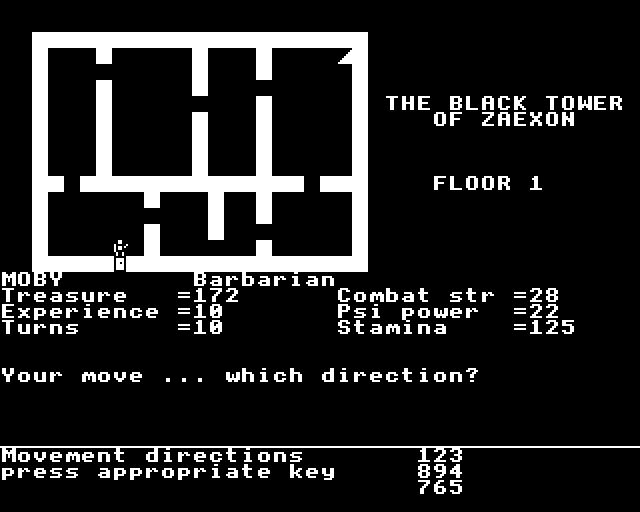 THE BLACK TOWER
OF ZAEXON
FLOOR 1
MOBY Barbarian
Treasure =172 Combat str =28
Experience =10 Psi power =22
Turns =10 Stamina =125
Your move ... which direction?
Movement directions 123
press appropriate key 894
765